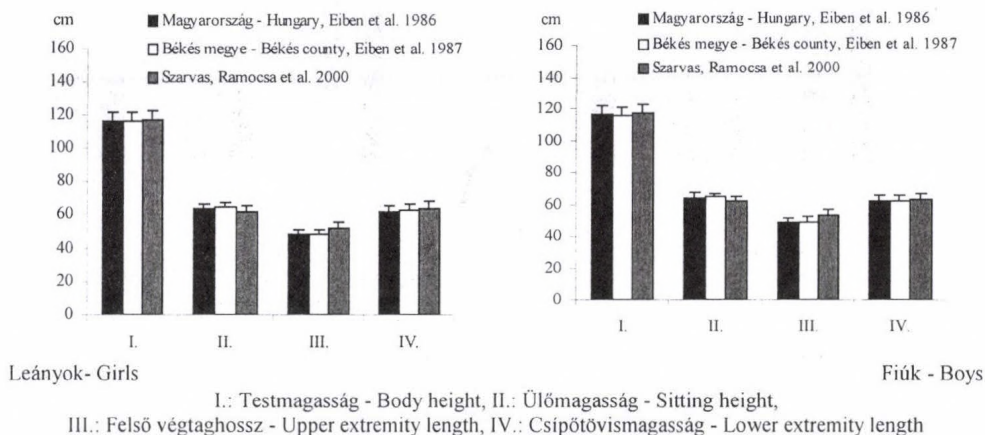 cm
■ Magyarország - Hungary, Eiben et al. 1986
□ Békés megye - Békés county, Eiben et al. 1987
■ Szarvas, Ramocsa et al. 2000
160
140
120
100
80
60
40
20
0
I.
II.
III.
IV.
Leányok- Girls
cm
■ Magyarország - Hungary, Eiben et al. 1986
□ Békés megye - Békés county, Eiben et al. 1987
■ Szarvas, Ramocsa et al. 2000
160
140
120
100
80
60
40
20
0
I.
II.
III.
IV.
Fiúk - Boys
I.: Testmagasság - Body height, II.: Ülőmagasság - Sitting height,
III.: Felső végtaghossz - Upper extremity length, IV.: Csípőtövismagasság - Lower extremity length